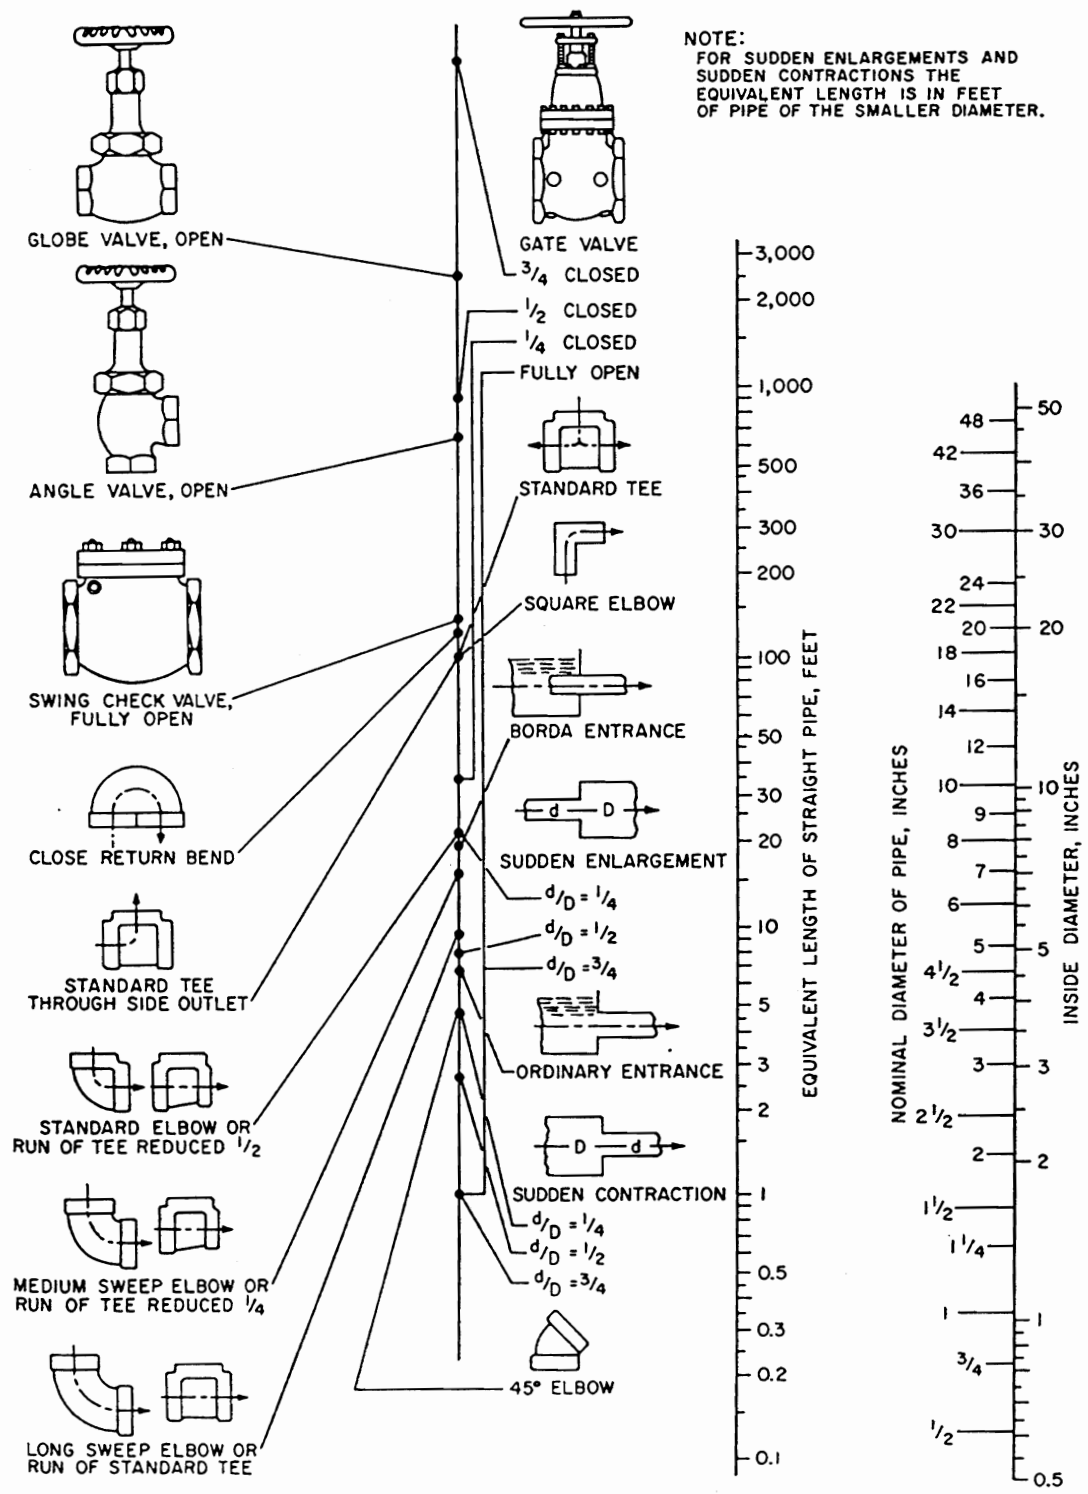 NOTE:
FOR SUDDEN ENLARGEMENTS AND
SUDDEN CONTRACTIONS THE
EQUIVALENT LENGTH IS IN FEET
OF PIPE OF THE SMALLER DIAMETER.
GLOBE VALVE, OPEN
ANGLE VALVE, OPEN
SWING CHECK VALVE,
FULLY OPEN
CLOSE RETURN BEND
STANDARD TEE
THROUGH SIDE OUTLET
STANDARD ELBOW OR
RUN OF TEE REDUCED 1/2
MEDIUM SWEEP ELBOW OR
RUN OF TEE REDUCED 1/4
LONG SWEEP ELBOW OR
RUN OF STANDARD TEE
GATE VALVE
3/4 CLOSED
1/2 CLOSED
1/4 CLOSED
FULLY OPEN
STANDARD TEE
SQUARE ELBOW
BORDA ENTRANCE
d D
SUDDEN ENLARGEMENT
d/D = 1/4
d/D = 1/2
d/D = 3/4
ORDINARY ENTRANCE
D d
SUDDEN CONTRACTION
d/D = 1/4
d/D = 1/2
d/D = 3/4
45° ELBOW
3,000
2,000
1,000
500
300
200
100
50
30
20
10
5
3
2
1
0.5
0.3
0.2
0.1
EQUIVALENT LENGTH OF STRAIGHT PIPE, FEET
NOMINAL DIAMETER OF PIPE, INCHES
48
42
36
30
24
22
20
18
16
14
12
10
9
8
7
6
5
4 1/2
4
3 1/2
3
2 1/2
2
1 1/2
1 1/4
1
3/4
1/2
50
30
20
10
5
3
2
1
0.5
INSIDE DIAMETER, INCHES